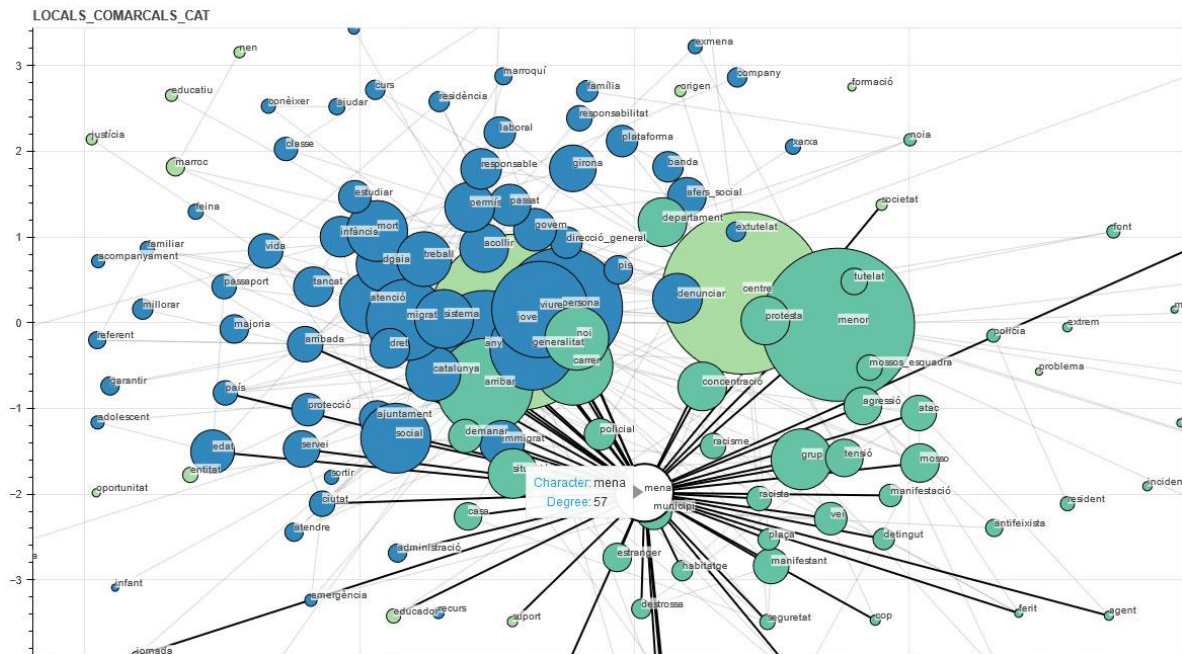 LOCALS_COMARCALS_CAT
nen
exmena
marroquí
company
educatiu
curs
família
origen
formació
conèixer
ajudar
residència
responsabilitat
justícia
laboral
plataforma
noia
classe
xarxa
marroc
responsable
girona
banda
estudiar
afers_social
permís
passat
societat
feina
mort
departament
infància
govern
extutelat
font
familiar
vida
dgaia
treball
acollir
direcció_general
acompanyament
pis
passaport
tancat
atenció
denunciar
centre
tutelat
millorar
viure
persona
migrat
sistema
jove
protesta
menor
majoria
noi
extrem
referent
arribada
dret
any
generalitat
policia
catalunya
carrer
mossos_esquadra
problema
garantir
arribar
concentració
país
protecció
agressió
atac
adolescent
ajuntament
social
demanar
policial
immigrat
racisme
edat
servei
grup
tensió
mosso
entitat
sortir
Character: mena
Degree: 57
mena
oportunitat
ciutat
racista
manifestació
incident
municipi
resident
casa
vei
atendre
plaça
detingut
antifeixista
administració
estranger
manifestant
habitatge
infant
emergència
educador
recurs
suport
destrossa
seguretat
cop
ferit
agent
jornada
3
2
1
0
−1
−2
−3